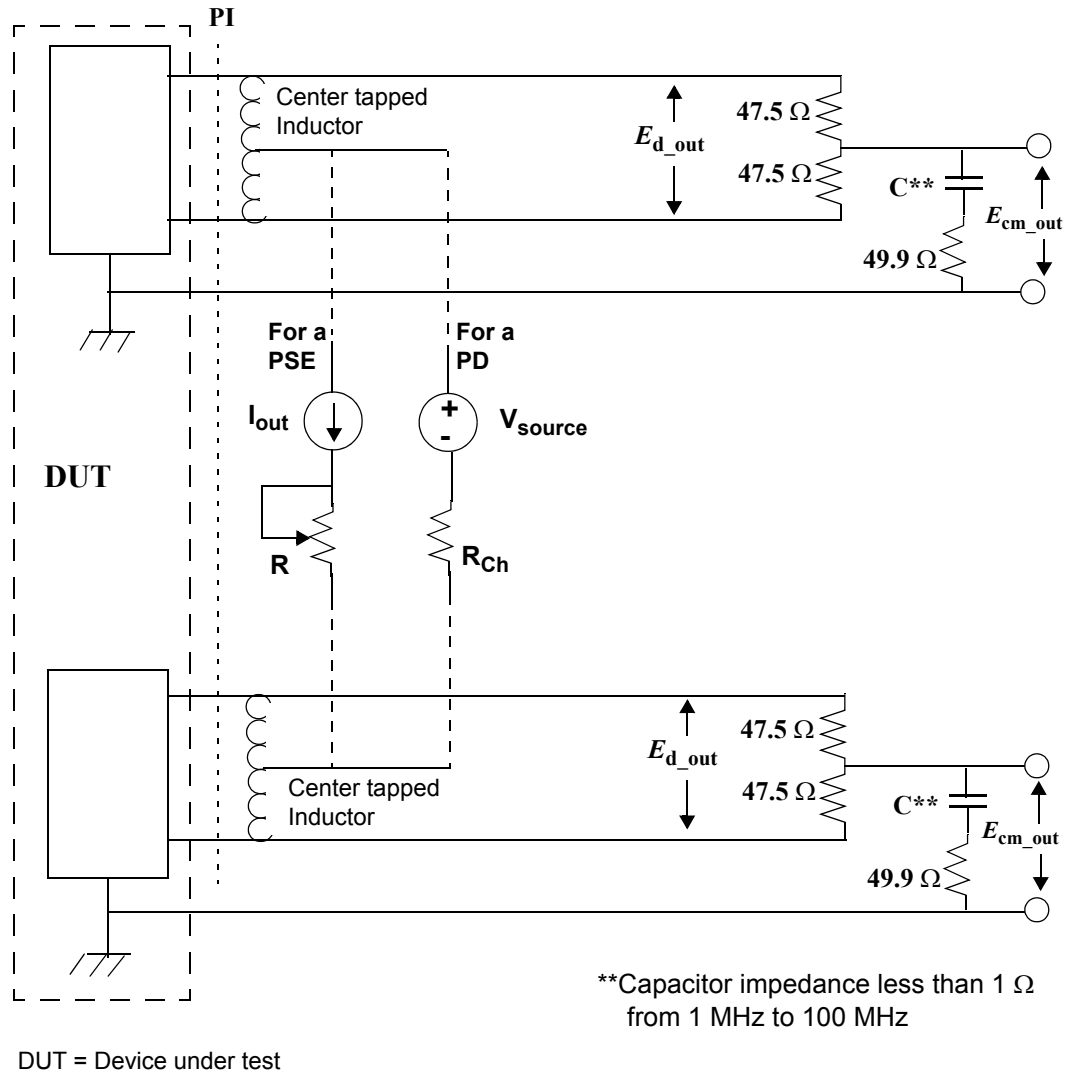 PI
Center tapped
Inductor
E_d_out
47.5 Ω
47.5 Ω
C**
49.9 Ω
E_cm_out
For a
PSE
For a
PD
I_out
+
-
V_source
DUT
R
R_Ch
E_d_out
47.5 Ω
47.5 Ω
Center tapped
Inductor
C**
49.9 Ω
E_cm_out
**Capacitor impedance less than 1 Ω
from 1 MHz to 100 MHz
DUT = Device under test